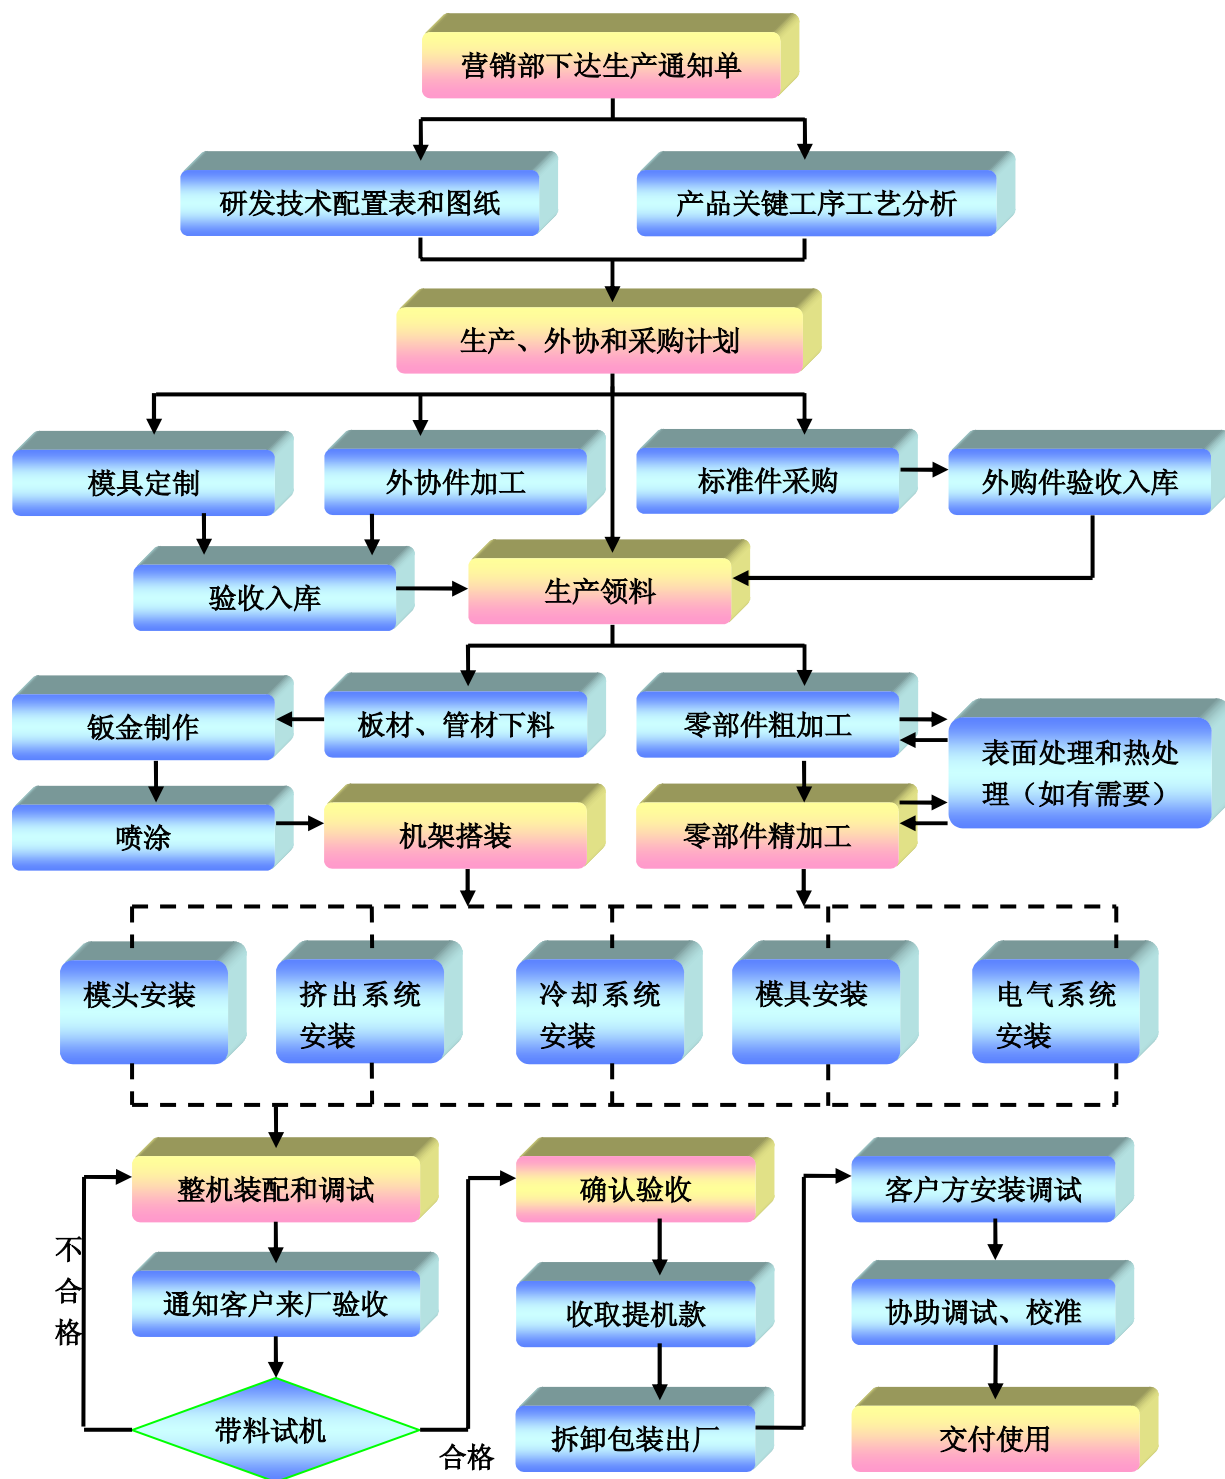 营销部下达生产通知单
研发技术配置表和图纸
产品关键工序工艺分析
生产、外协和采购计划
模具定制
外协件加工
标准件采购
外购件验收入库
验收入库
生产领料
钣金制作
板材、管材下料
零部件粗加工
表面处理和热处
理（如有需要）
喷涂
机架搭装
零部件精加工
模头安装
挤出系统
安装
冷却系统
安装
模具安装
电气系统
安装
整机装配和调试
确认验收
客户方安装调试
不合格
通知客户来厂验收
收取提机款
协助调试、校准
带料试机
合格
拆卸包装出厂
交付使用